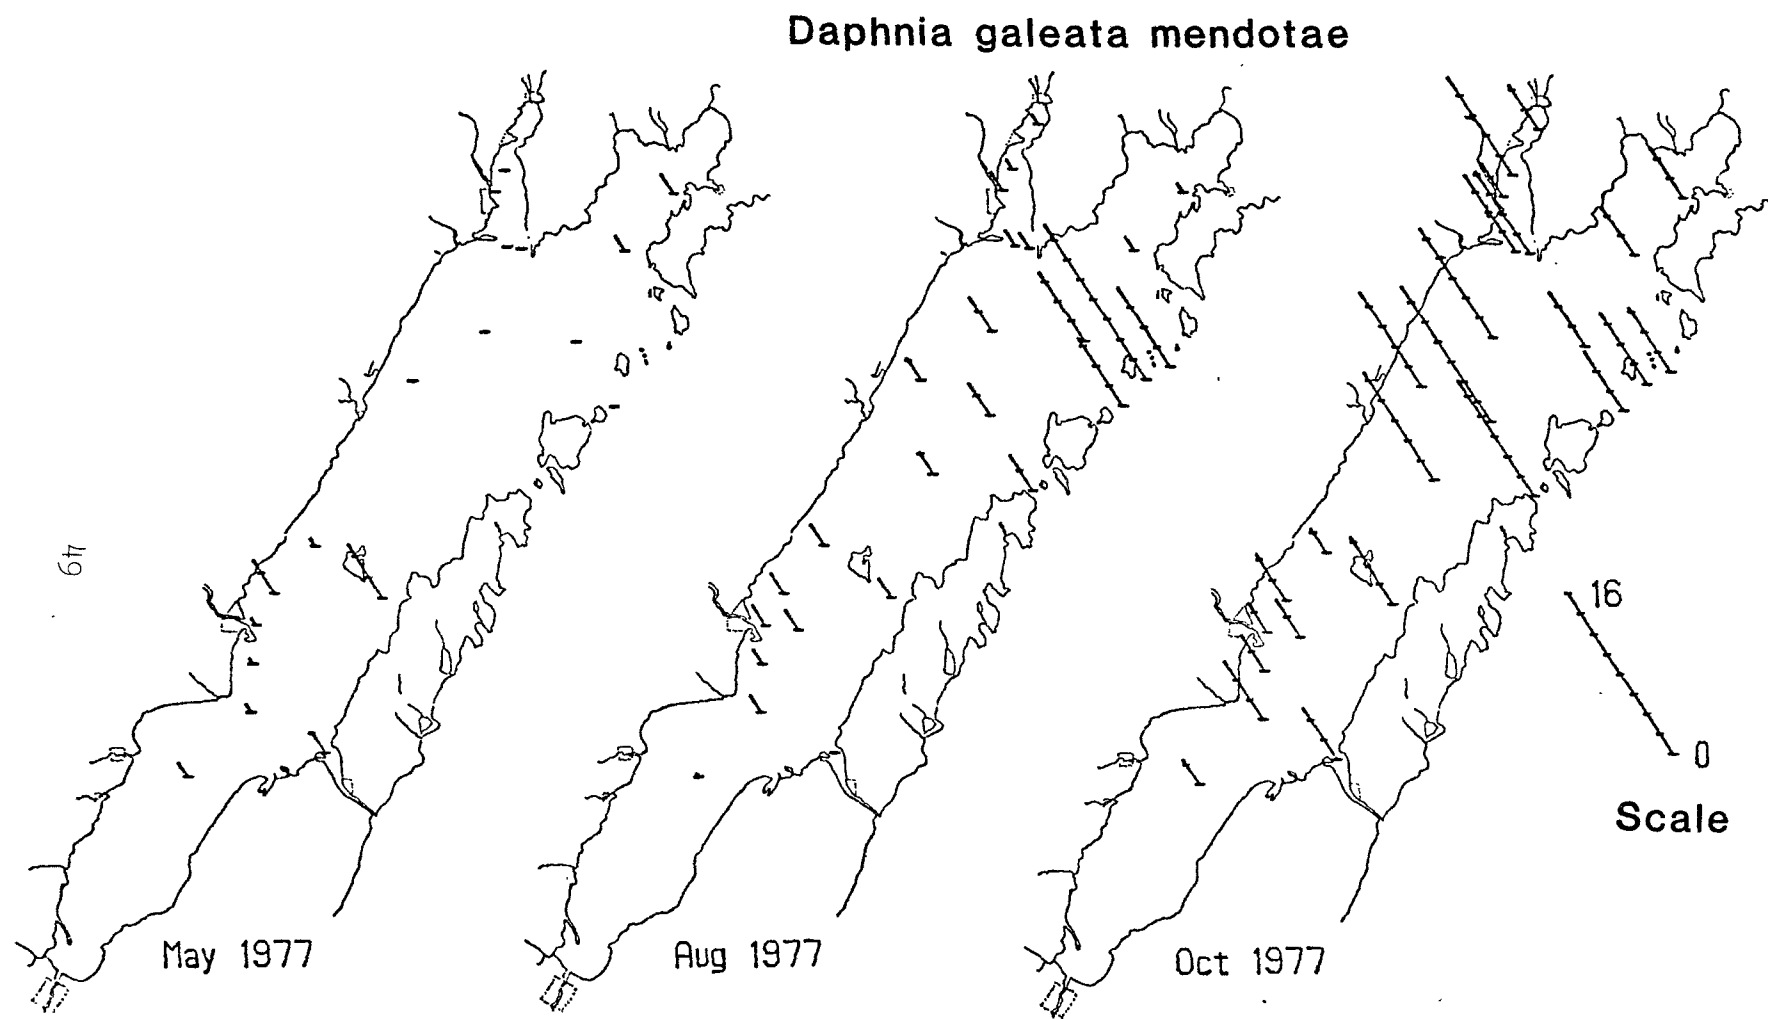 Daphnia galeata mendotae
49
16
0
Scale
May 1977
Aug 1977
Oct 1977